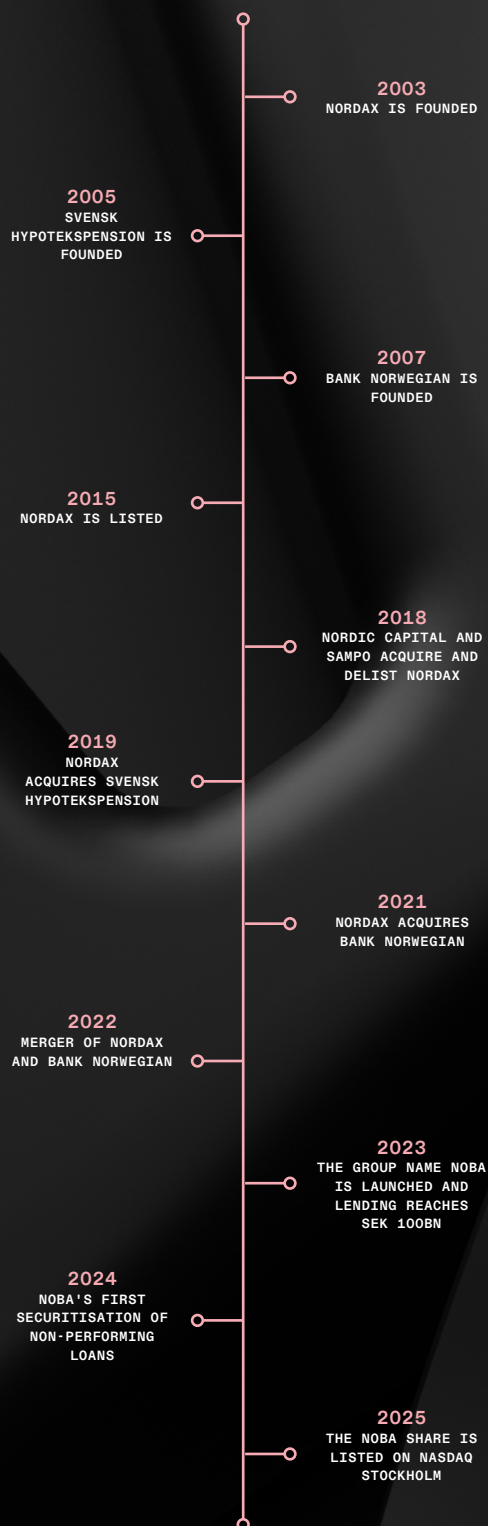 2003
NORDAX IS FOUNDED
2005
SVENSK
HYPOTEKSPENSION IS
FOUNDED
2007
BANK NORWEGIAN IS
FOUNDED
2015
NORDAX IS LISTED
2018
NORDIC CAPITAL AND
SAMPO ACQUIRE AND
DELIST NORDAX
2019
NORDAX
ACQUIRES SVENSK
HYPOTEKSPENSION
2021
NORDAX ACQUIRES
BANK NORWEGIAN
2022
MERGER OF NORDAX
AND BANK NORWEGIAN
2023
THE GROUP NAME NOBA
IS LAUNCHED AND
LENDING REACHES
SEK 100BN
2024
NOBA'S FIRST
SECURITISATION OF
NON-PERFORMING
LOANS
2025
THE NOBA SHARE IS
LISTED ON NASDAQ
STOCKHOLM